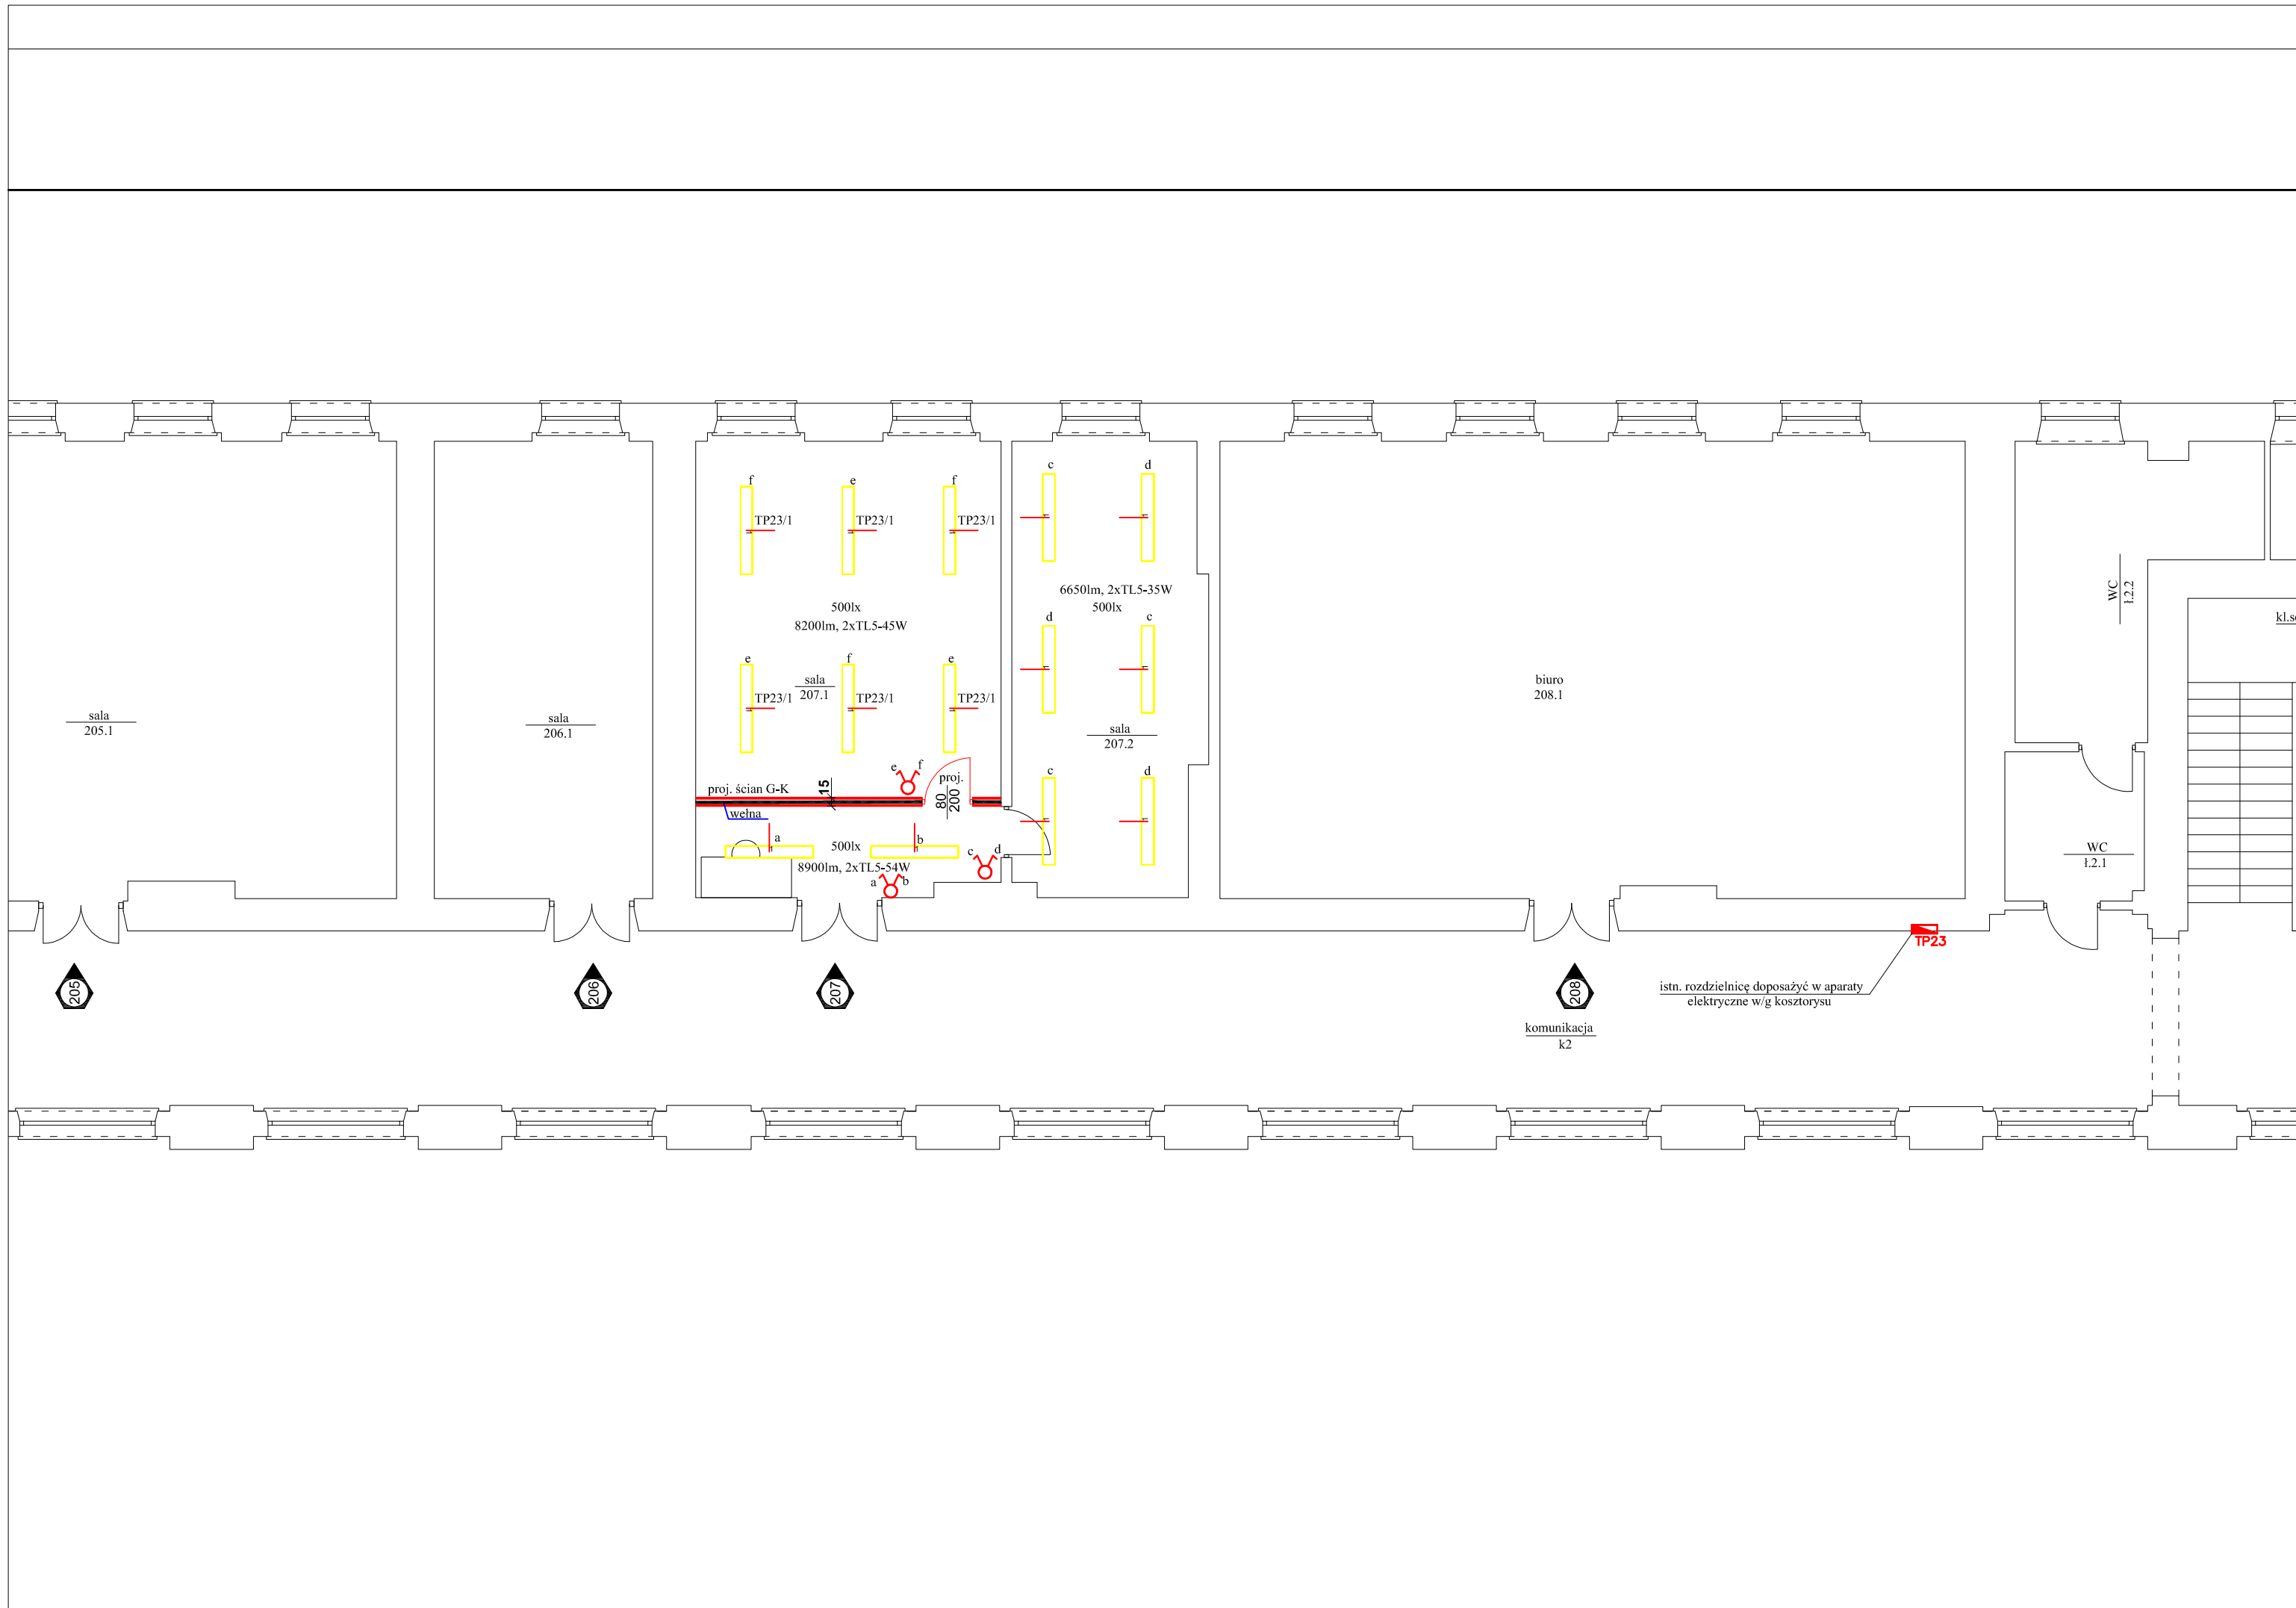 f
e
f
c
d
TP23/1
TP23/1
TP23/1
6650lm, 2xTL5-35W
500lx
500lx
8200lm, 2xTL5-45W
d
c
e
f
e
sala
207.1
TP23/1
TP23/1
TP23/1
sala
205.1
sala
206.1
sala
207.2
biuro
208.1
WC
ł.2.2
e
f
c
d
proj. ścian G-K
15
proj.
80
200
wełna
a
b
500lx
8900lm, 2xTL5-54W
c
d
a
b
WC
ł.2.1
TP23
205
206
207
208
istn. rozdzielnicę doposażyć w aparaty
elektryczne w/g kosztorysu
komunikacja
k2